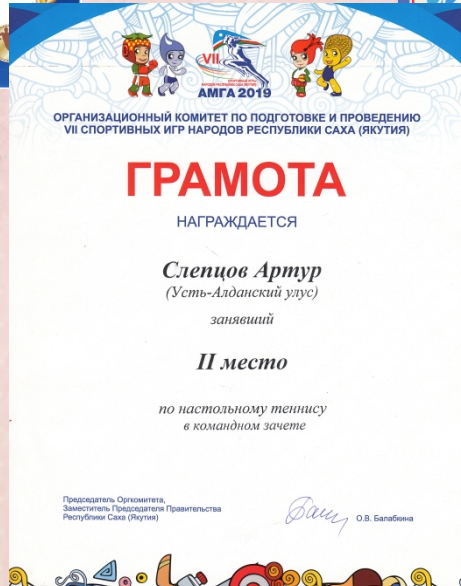 VII
АМГА 2019
ОРГАНИЗАЦИОННЫЙ КОМИТЕТ ПО ПОДГОТОВКЕ И ПРОВЕДЕНИЮ
VII СПОРТИВНЫХ ИГР НАРОДОВ РЕСПУБЛИКИ САХА (ЯКУТИЯ)
ГРАМОТА
НАГРАЖДАЕТСЯ
Слепцов Артур
(Усть-Алданский улус)
занявший
II место
по настольному теннису
в командном зачете
Председатель Оргкомитета,
Заместитель Председателя Правительства
Республики Саха (Якутия)
О.В. Балабкина